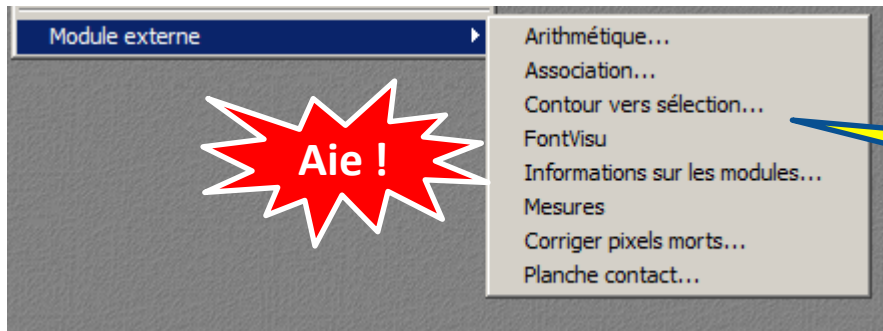 Module externe
Arithmétique...
Association...
Contour vers sélection...
FontVisu
Informations sur les modules...
Mesures
Corriger pixels morts...
Planche contact...
Aie !